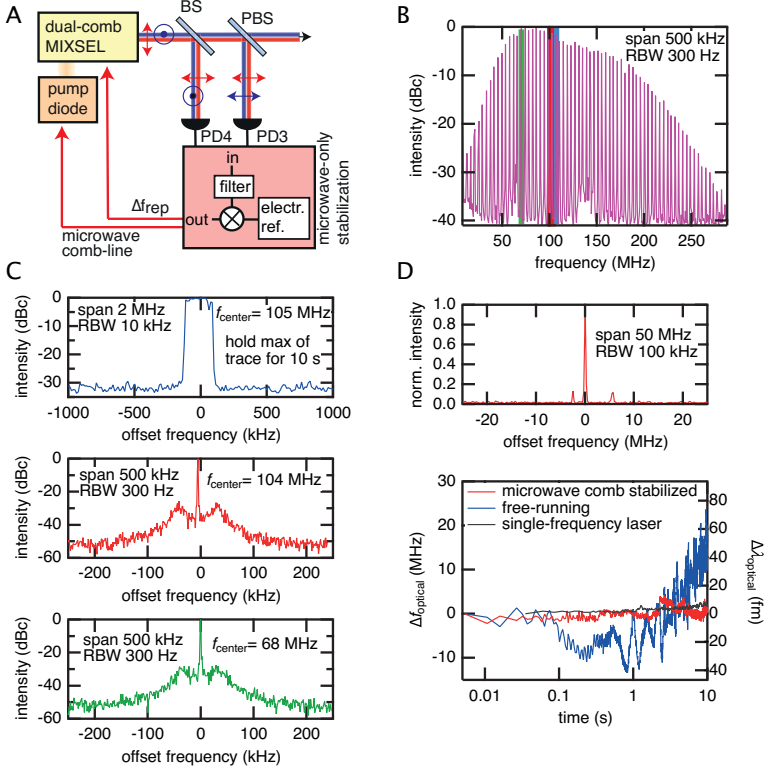 A
BS
PBS
dual-comb
MIXSEL
pump
diode
PD4
PD3
in
filter
out
electr.
ref.
microwave-only
stabilization
Δfrep
microwave
comb-line
B
span 500 kHz
RBW 300 Hz
intensity (dBc)
0
-10
-20
-30
-40
50
100
150
200
250
frequency (MHz)
C
span 2 MHz
RBW 10 kHz
fcenter= 105 MHz
hold max of
trace for 10 s
intensity (dBc)
0
-10
-20
-30
-1000
-500
0
500
1000
offset frequency (kHz)
span 500 kHz
RBW 300 Hz
fcenter= 104 MHz
intensity (dBc)
0
-20
-40
-60
-200
-100
0
100
200
offset frequency (kHz)
span 500 kHz
RBW 300 Hz
fcenter= 68 MHz
intensity (dBc)
0
-20
-40
-60
-200
-100
0
100
200
offset frequency (kHz)
D
span 50 MHz
RBW 100 kHz
norm. intensity
1.0
0.8
0.6
0.4
0.2
0.0
-20
-10
0
10
20
offset frequency (MHz)
microwave comb stabilized
free-running
single-frequency laser
Δfoptical (MHz)
30
20
10
0
-10
80
60
40
20
0
-20
-40
Δλoptical
(fm)
0.01
0.1
1
10
time (s)